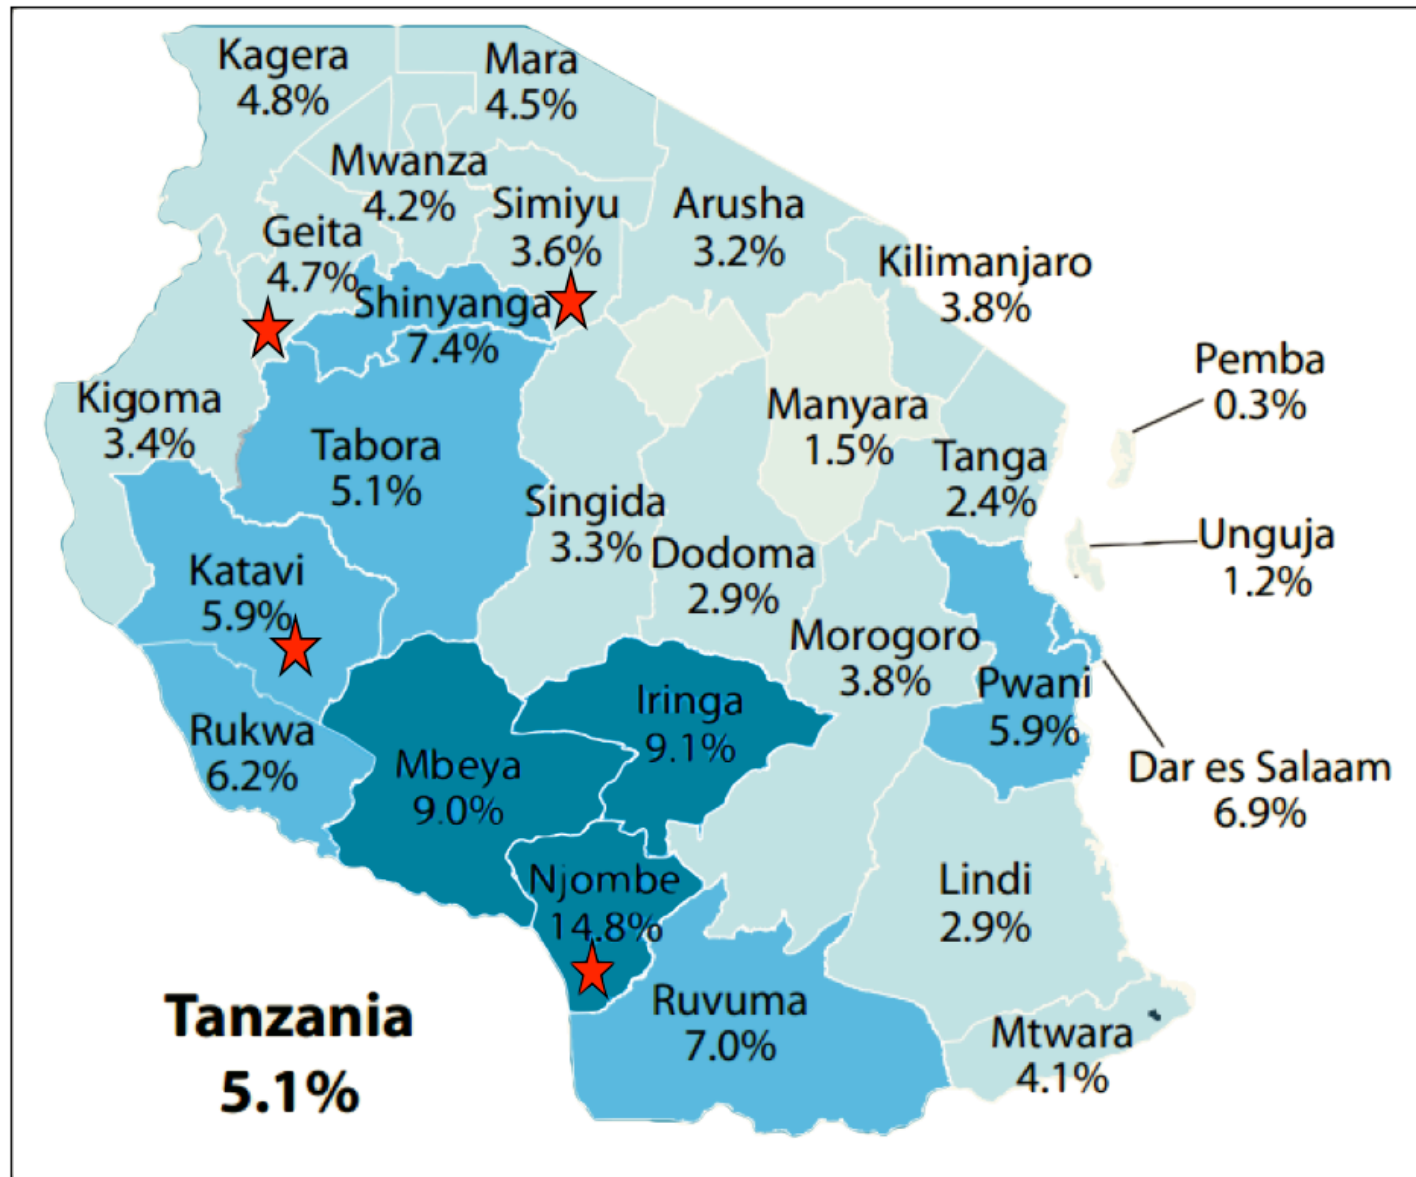 Kagera
4.8%
Mara
4.5%
Mwanza
4.2%
Simiyu
3.6%
Arusha
3.2%
Geita
4.7%
Kilimanjaro
3.8%
Shinyanga
7.4%
Pemba
0.3%
Kigoma
3.4%
Manyara
1.5%
Tabora
5.1%
Tanga
2.4%
Singida
3.3%
Unguja
1.2%
Dodoma
2.9%
Katavi
5.9%
Morogoro
3.8%
Pwani
5.9%
Iringa
9.1%
Rukwa
6.2%
Mbeya
9.0%
Dar es Salaam
6.9%
Njombe
14.8%
Lindi
2.9%
Ruvuma
7.0%
Mtwara
4.1%
Tanzania
5.1%